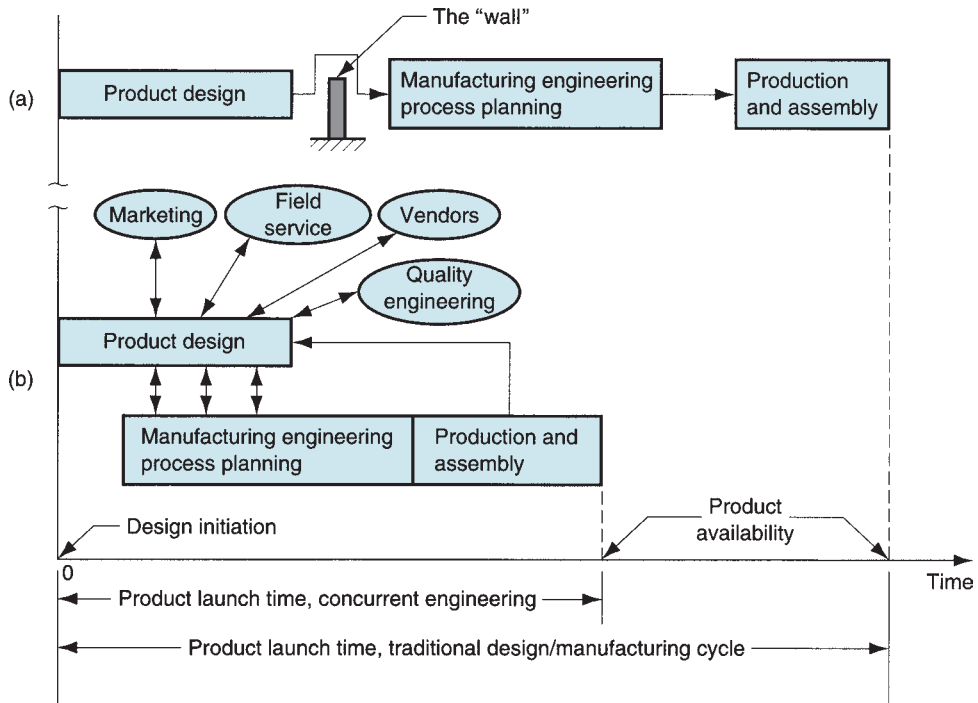 The “wall”
(a)
Product design
Manufacturing engineering
process planning
Production
and assembly
Marketing
Field
service
Vendors
Quality
engineering
Product design
(b)
Manufacturing engineering
process planning
Production and
assembly
Design initiation
Product
availability
0
Time
Product launch time, concurrent engineering
Product launch time, traditional design/manufacturing cycle